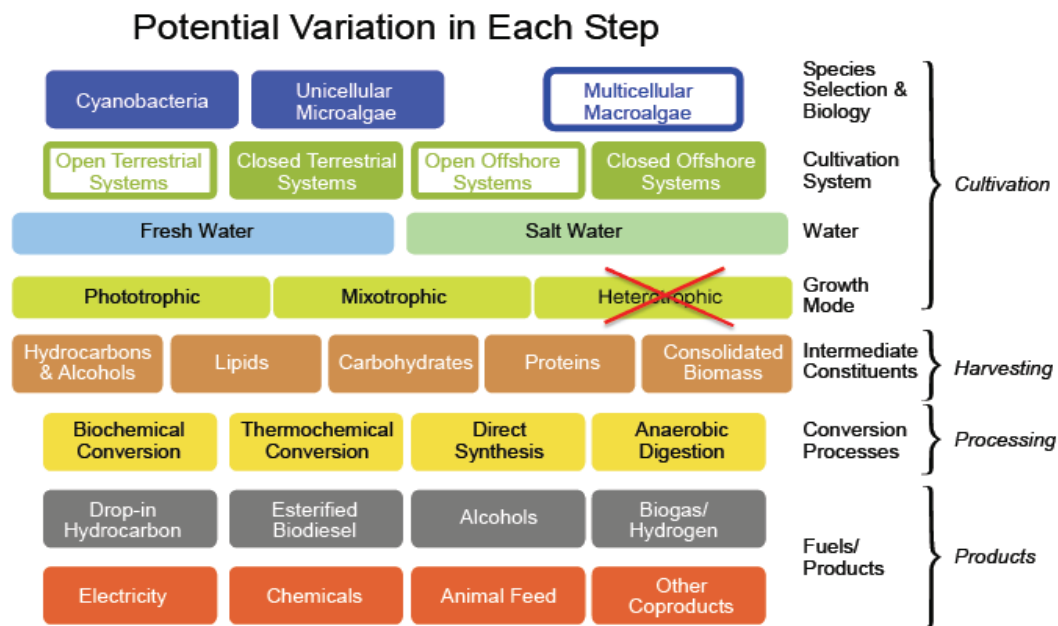 Potential Variation in Each Step
Cyanobacteria
Unicellular
Microalgae
Multicellular
Macroalgae
Species
Selection &
Biology
Open Terrestrial
Systems
Closed Terrestrial
Systems
Open Offshore
Systems
Closed Offshore
Systems
Cultivation
System
Cultivation
Fresh Water
Salt Water
Water
Phototrophic
Mixotrophic
Heterotrophic
Growth
Mode
Hydrocarbons
& Alcohols
Lipids
Carbohydrates
Proteins
Consolidated
Biomass
Intermediate
Constituents
Harvesting
Biochemical
Conversion
Thermochemical
Conversion
Direct
Synthesis
Anaerobic
Digestion
Conversion
Processes
Processing
Drop-in
Hydrocarbon
Esterified
Biodiesel
Alcohols
Biogas/
Hydrogen
Fuels/
Products
Products
Electricity
Chemicals
Animal Feed
Other
Coproducts